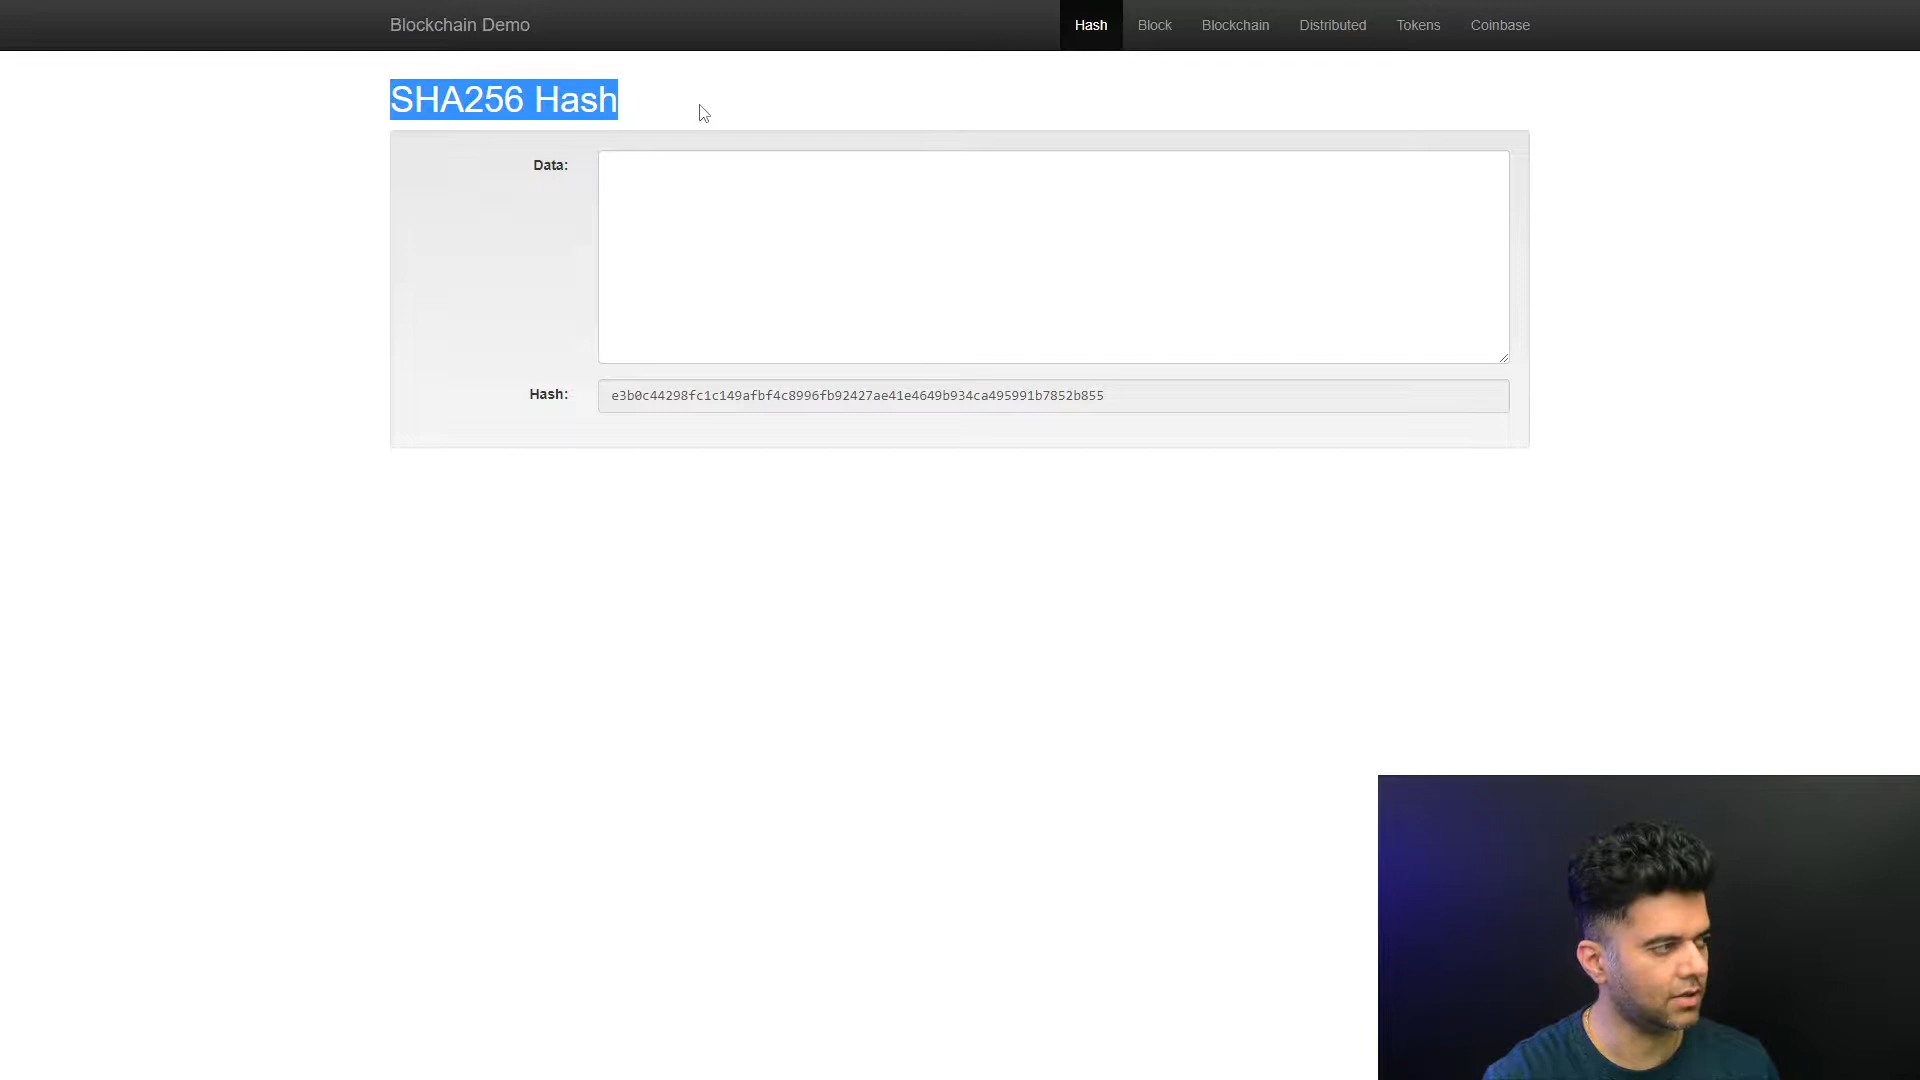 Blockchain Demo
Hash Block Blockchain Distributed Tokens Coinbase
SHA256 Hash
Data:
Hash: e3b0c44298fc1c149afbf4c8996fb92427ae41e4649b934ca495991b7852b855